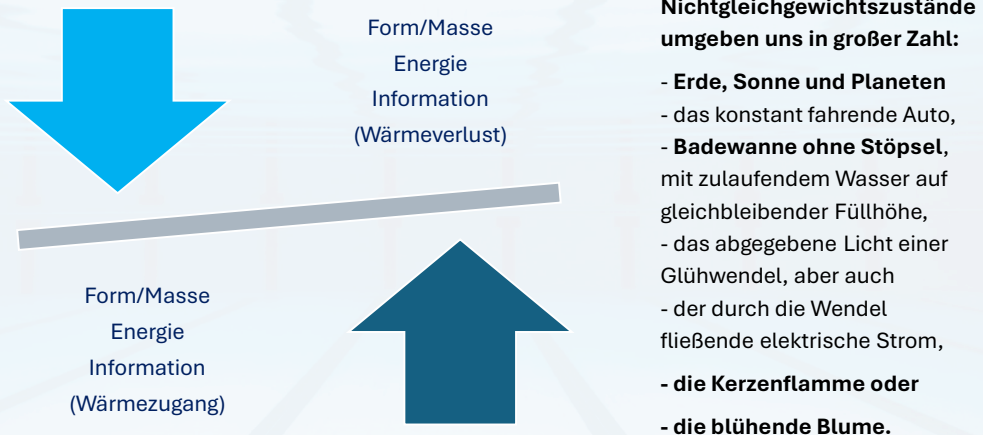 Form/Masse
Energie
Information
(Wärmeverlust)
Form/Masse
Energie
Information
(Wärmezugang)
Nichtgleichgewichtszustände
umgeben uns in großer Zahl:
- Erde, Sonne und Planeten
- das konstant fahrende Auto,
- Badewanne ohne Stöpsel,
mit zulaufendem Wasser auf
gleichbleibender Füllhöhe,
- das abgegebene Licht einer
Glühwendel, aber auch
- der durch die Wendel
fließende elektrische Strom,
- die Kerzenflamme oder
- die blühende Blume.